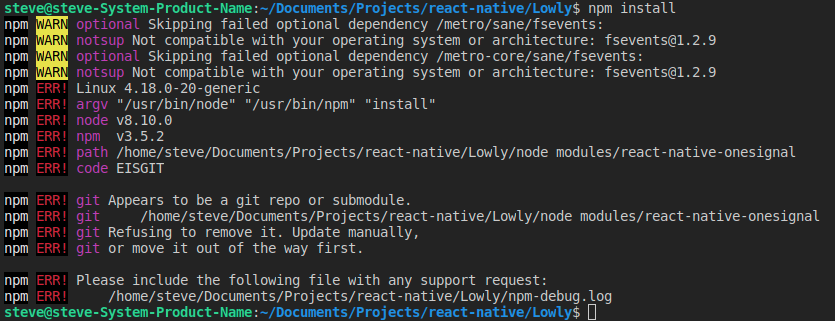 steve@steve-System-Product-Name:~/Documents/Projects/react-native/Lowly$ npm install
npm WARN optional Skipping failed optional dependency /metro/sane/fsevents:
npm WARN notsup Not compatible with your operating system or architecture: fsevents@1.2.9
npm WARN optional Skipping failed optional dependency /metro-core/sane/fsevents:
npm WARN notsup Not compatible with your operating system or architecture: fsevents@1.2.9
npm ERR! Linux 4.18.0-20-generic
npm ERR! argv "/usr/bin/node" "/usr/bin/npm" "install"
npm ERR! node v8.10.0
npm ERR! npm  v3.5.2
npm ERR! path /home/steve/Documents/Projects/react-native/Lowly/node modules/react-native-onesignal
npm ERR! code EISGIT

npm ERR! git Appears to be a git repo or submodule.
npm ERR! git     /home/steve/Documents/Projects/react-native/Lowly/node modules/react-native-onesignal
npm ERR! git Refusing to remove it. Update manually,
npm ERR! git or move it out of the way first.

npm ERR! Please include the following file with any support request:
npm ERR!     /home/steve/Documents/Projects/react-native/Lowly/npm-debug.log
steve@steve-System-Product-Name:~/Documents/Projects/react-native/Lowly$